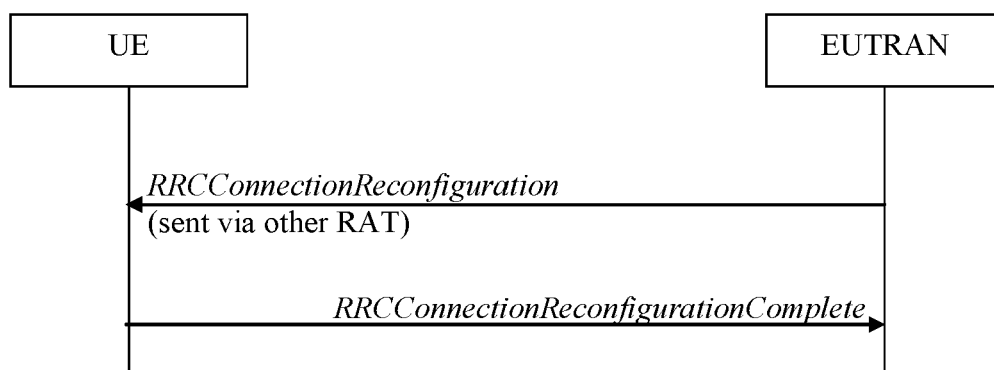 UE
EUTRAN
RRCConnectionReconfiguration
(sent via other RAT)
RRCConnectionReconfigurationComplete